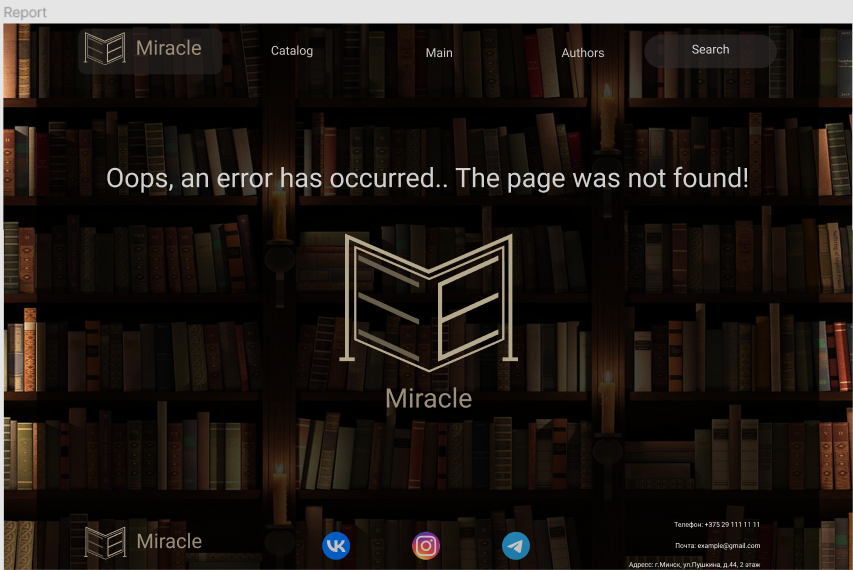 Report
Miracle
Catalog
Main
Authors
Search
Oops, an error has occurred.. The page was not found!
Miracle
Miracle
Телефон: +375 29 111 11 11
Почта: example@gmail.com
Адресс: г.Минск, ул.Пушкина, д.44, 2 этаж